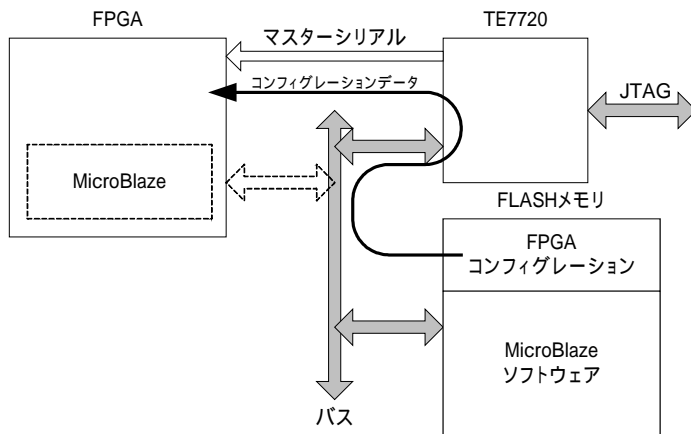 FPGA
TE7720
マスターシリアル
コンフィグレーションデータ
JTAG
MicroBlaze
FLASHメモリ
FPGA
コンフィグレーション
MicroBlaze
ソフトウェア
バス